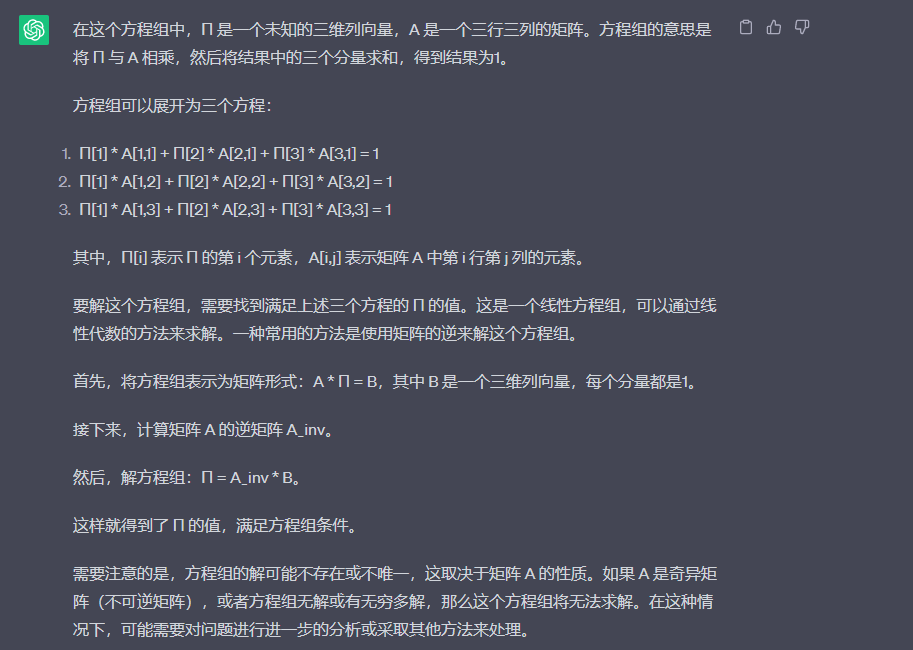 在这个方程组中，Π 是一个未知的三维列向量，A 是一个三行三列的矩阵。方程组的意思是
将 Π 与 A 相乘，然后将结果中的三个分量求和，得到结果为1。
方程组可以展开为三个方程：
1. Π[1] * A[1,1] + Π[2] * A[2,1] + Π[3] * A[3,1] = 1
2. Π[1] * A[1,2] + Π[2] * A[2,2] + Π[3] * A[3,2] = 1
3. Π[1] * A[1,3] + Π[2] * A[2,3] + Π[3] * A[3,3] = 1
其中，Π[i] 表示 Π 的第 i 个元素，A[i,j] 表示矩阵 A 中第 i 行第 j 列的元素。
要解这个方程组，需要找到满足上述三个方程的 Π 的值。这是一个线性方程组，可以通过线
性代数的方法来求解。一种常用的方法是使用矩阵的逆来解这个方程组。
首先，将方程组表示为矩阵形式：A * Π = B，其中 B 是一个三维列向量，每个分量都是1。
接下来，计算矩阵 A 的逆矩阵 A_inv。
然后，解方程组：Π = A_inv * B。
这样就得到了 Π 的值，满足方程组条件。
需要注意的是，方程组的解可能不存在或不唯一，这取决于矩阵 A 的性质。如果 A 是奇异矩
阵（不可逆矩阵），或者方程组无解或有无穷多解，那么这个方程组将无法求解。在这种情
况下，可能需要对问题进行进一步的分析或采取其他方法来处理。